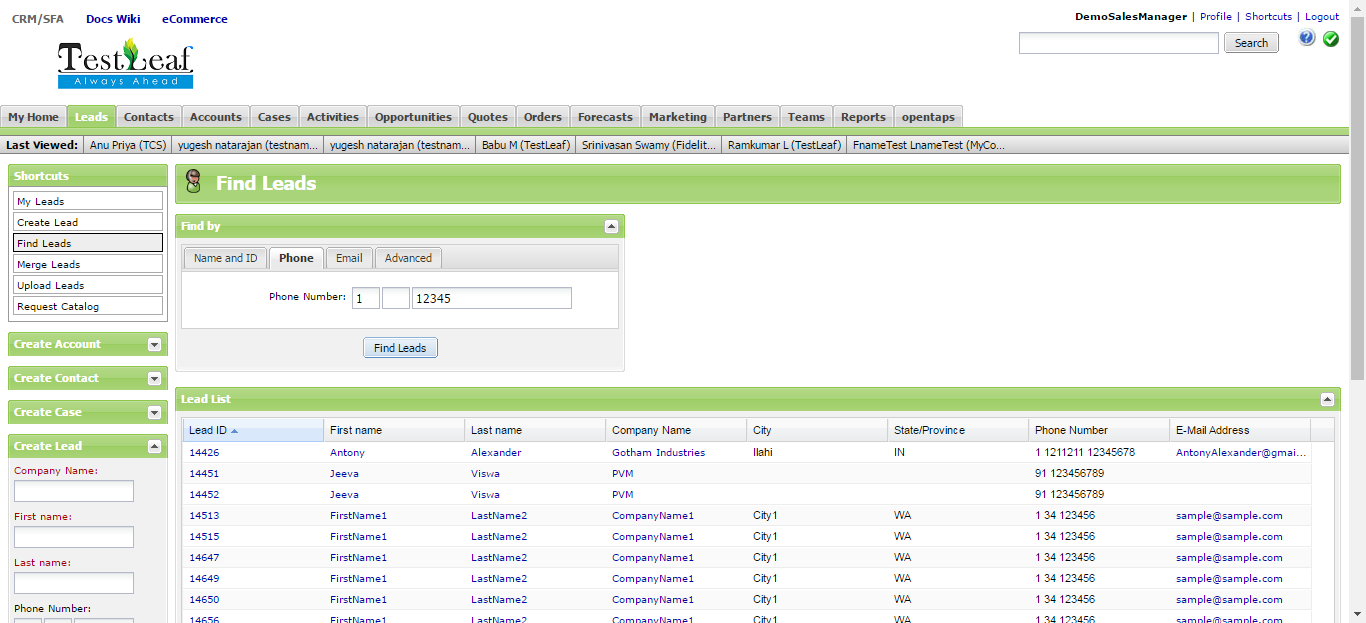 CRM/SFA Docs Wiki eCommerce
DemoSalesManager | Profile | Shortcuts | Logout
TestLeaf
Always Ahead
Search
My Home Leads Contacts Accounts Cases Activities Opportunities Quotes Orders Forecasts Marketing Partners Teams Reports opentaps
Last Viewed: Anu Priya (TCS) yugesh natarajan (testnam... yugesh natarajan (testnam... Babu M (TestLeaf) Srinivasan Swamy (Fidelit... Ramkumar L (TestLeaf) FnameTest LnameTest (MyCo...
Shortcuts
My Leads
Create Lead
Find Leads
Merge Leads
Upload Leads
Request Catalog
Create Account
Create Contact
Create Case
Create Lead
Company Name:
First name:
Last name:
Phone Number:
Find Leads
Find by
Name and ID Phone Email Advanced
Phone Number: 1 12345
Find Leads
Lead List
Lead ID First name Last name Company Name City State/Province Phone Number E-Mail Address
14426 Antony Alexander Gotham Industries Ilahi IN 1 1211211 12345678 AntonyAlexander@gmai...
14451 Jeeva Viswa PVM 91 123456789
14452 Jeeva Viswa PVM 91 123456789
14513 FirstName1 LastName2 CompanyName1 City1 WA 1 34 123456 sample@sample.com
14515 FirstName1 LastName2 CompanyName1 City1 WA 1 34 123456 sample@sample.com
14647 FirstName1 LastName2 CompanyName1 City1 WA 1 34 123456 sample@sample.com
14649 FirstName1 LastName2 CompanyName1 City1 WA 1 34 123456 sample@sample.com
14650 FirstName1 LastName2 CompanyName1 City1 WA 1 34 123456 sample@sample.com
14656 FirstName1 LastName2 CompanyName1 City1 WA 1 34 123456 sample@sample.com